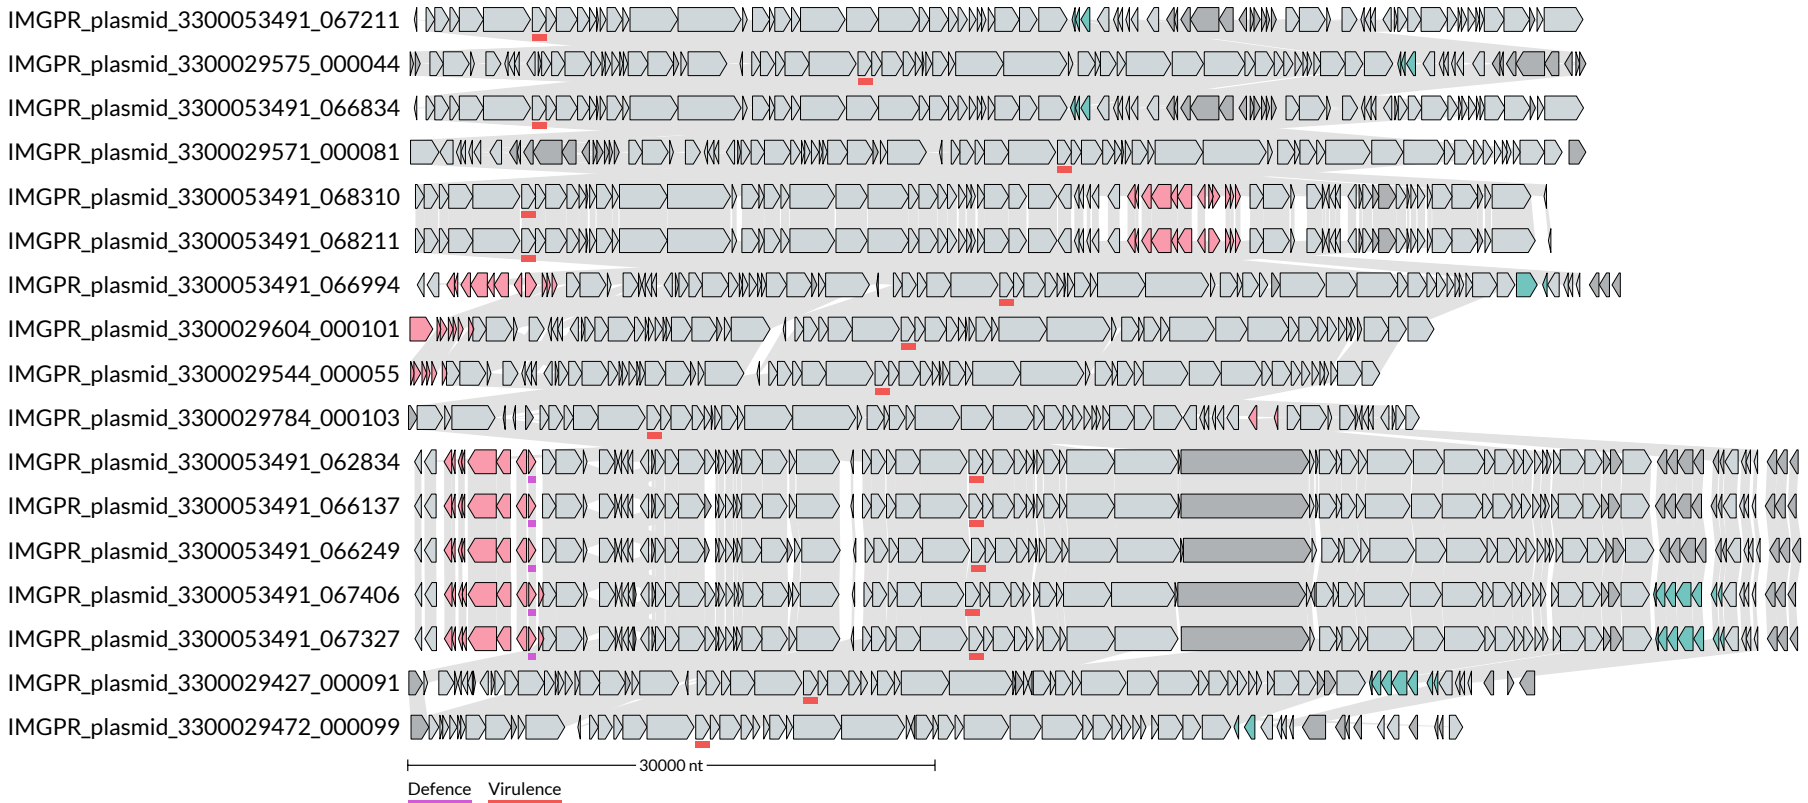 IMGPR_plasmid_3300053491_067211
IMGPR_plasmid_3300029575_000044
IMGPR_plasmid_3300053491_066834
IMGPR_plasmid_3300029571_000081
IMGPR_plasmid_3300053491_068310
IMGPR_plasmid_3300053491_068211
IMGPR_plasmid_3300053491_066994
IMGPR_plasmid_3300029604_000101
IMGPR_plasmid_3300029544_000055
IMGPR_plasmid_3300029784_000103
IMGPR_plasmid_3300053491_062834
IMGPR_plasmid_3300053491_066137
IMGPR_plasmid_3300053491_066249
IMGPR_plasmid_3300053491_067406
IMGPR_plasmid_3300053491_067327
IMGPR_plasmid_3300029427_000091
IMGPR_plasmid_3300029472_000099
30000 nt
Defence Virulence